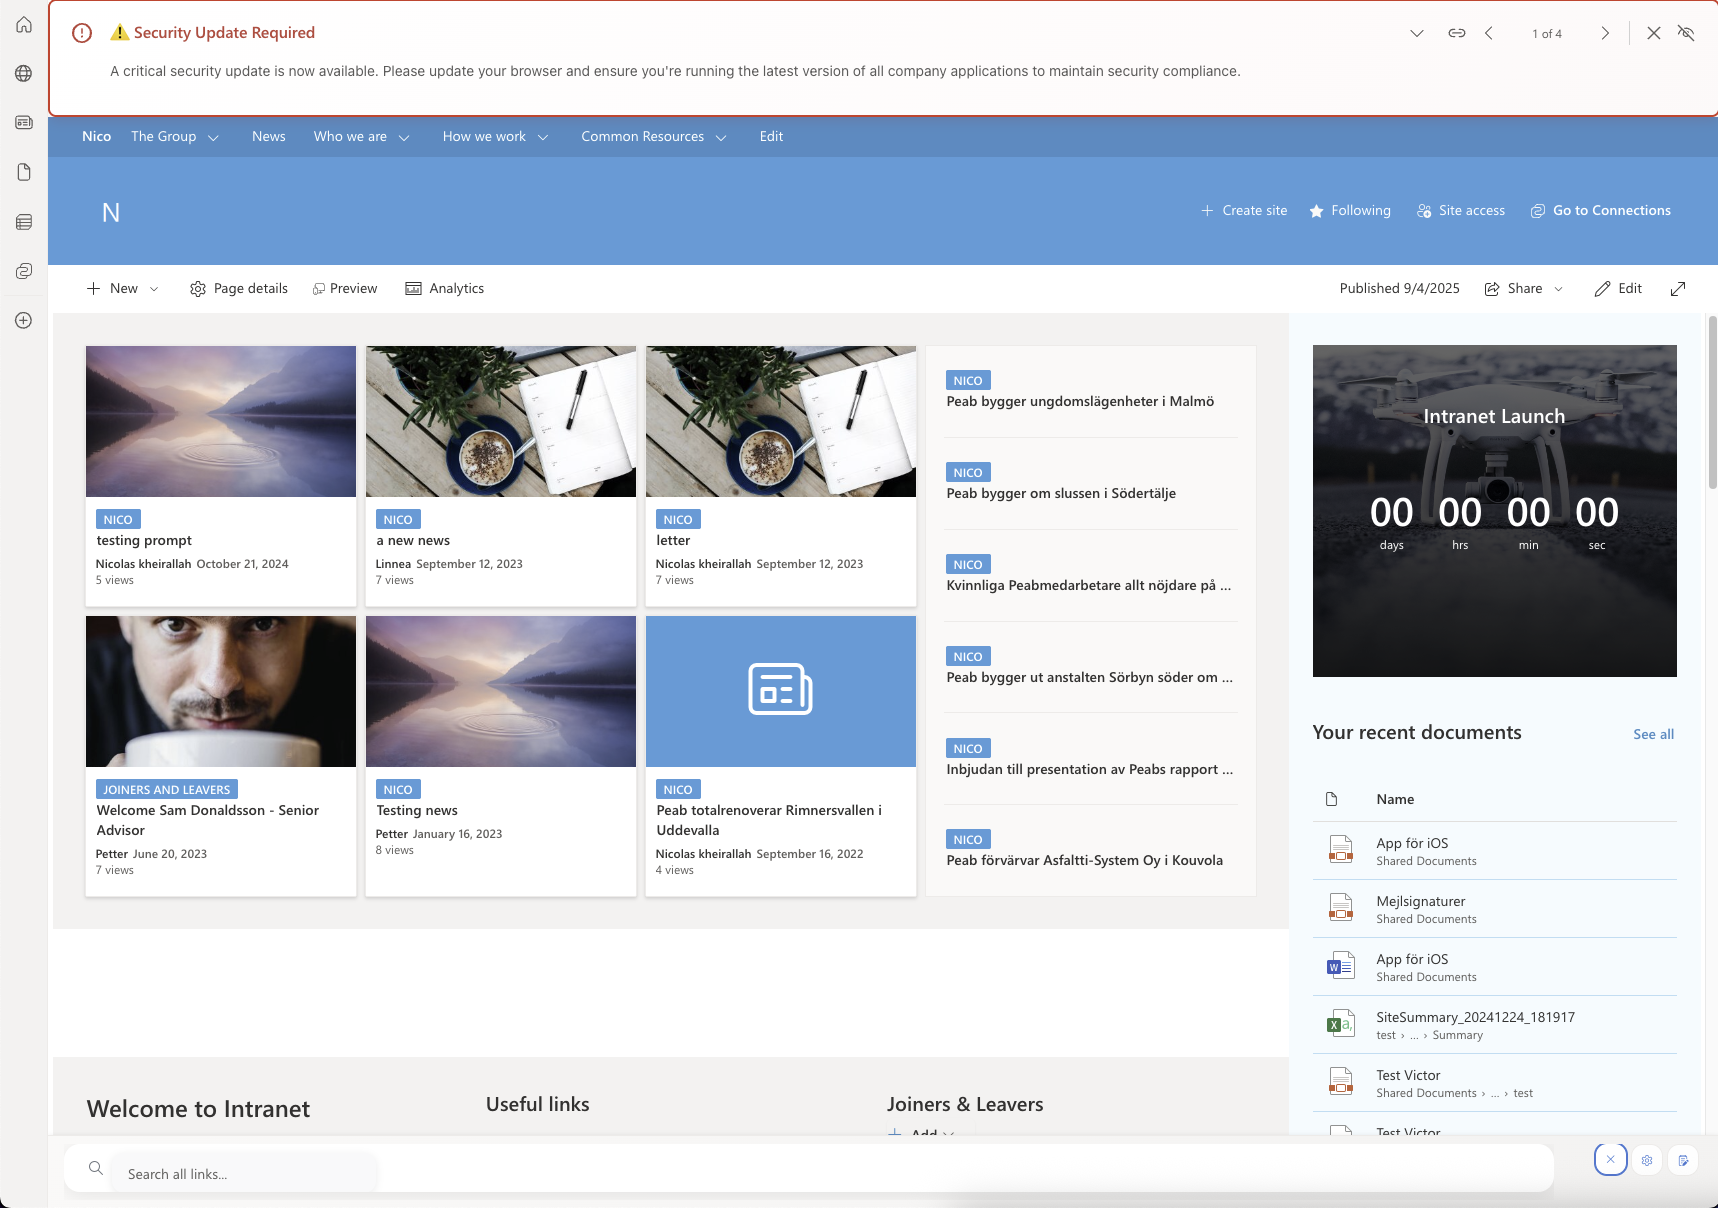 ⚠️ Security Update Required
1 of 4
A critical security update is now available. Please update your browser and ensure you're running the latest version of all company applications to maintain security compliance.
Nico The Group News Who we are How we work Common Resources Edit
N
Create site Following Site access Go to Connections
New Page details Preview Analytics
Published 9/4/2025 Share Edit
NICO
testing prompt
Nicolas kheirallah October 21, 2024
5 views
NICO
a new news
Linnea September 12, 2023
7 views
NICO
letter
Nicolas kheirallah September 12, 2023
7 views
JOINERS AND LEAVERS
Welcome Sam Donaldsson - Senior
Advisor
Petter June 20, 2023
7 views
NICO
Testing news
Petter January 16, 2023
8 views
NICO
Peab totalrenoverar Rimnersvallen i
Uddevalla
Nicolas kheirallah September 16, 2022
4 views
NICO
Peab bygger ungdomslägenheter i Malmö
NICO
Peab bygger om slussen i Södertälje
NICO
Kvinnliga Peabmedarbetare allt nöjdare på ...
NICO
Peab bygger ut anstalten Sörbyn söder om ...
NICO
Inbjudan till presentation av Peabs rapport ...
NICO
Peab förvärvar Asfaltti-System Oy i Kouvola
Intranet Launch
00 00 00 00
days hrs min sec
Your recent documents See all
Name
App för iOS
Shared Documents
Mejlsignaturer
Shared Documents
App för iOS
Shared Documents
SiteSummary_20241224_181917
test › ... › Summary
Test Victor
Shared Documents › ... › test
Test Victor
Welcome to Intranet
Useful links
Joiners & Leavers
Add
Search all links...